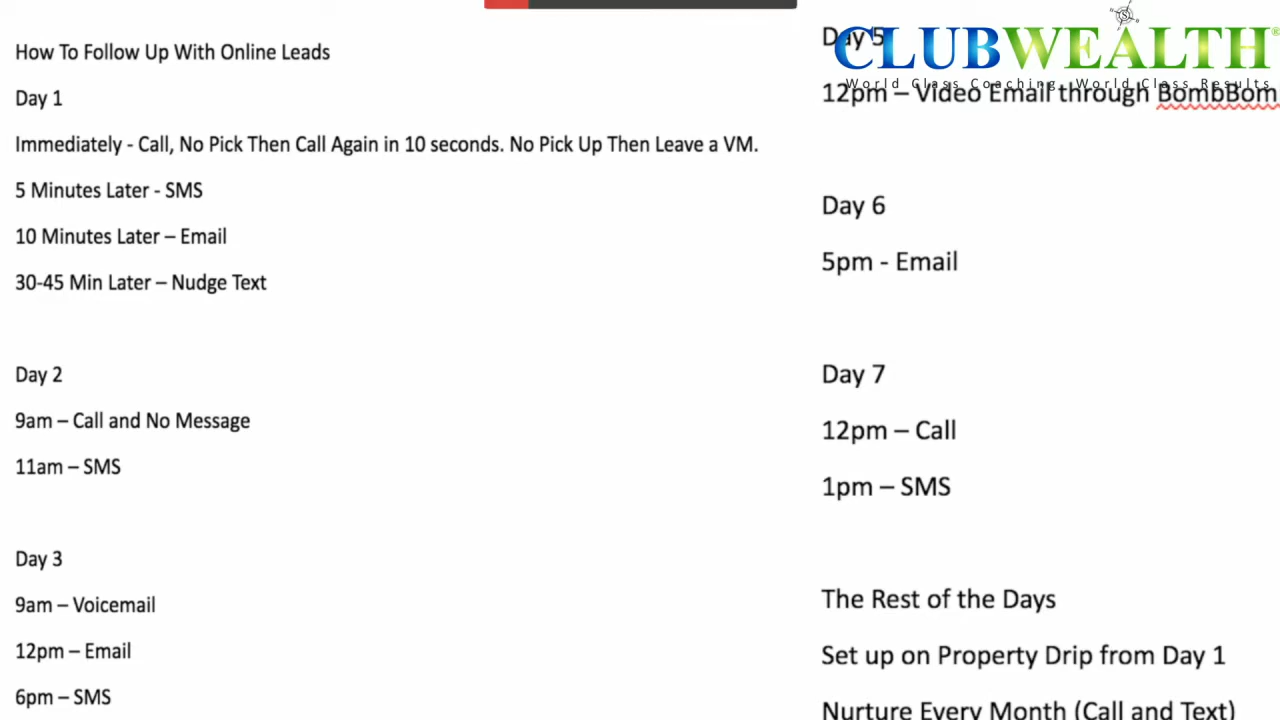 How To Follow Up With Online Leads
Day 1
Immediately - Call, No Pick Then Call Again in 10 seconds. No Pick Up Then Leave a VM.
5 Minutes Later - SMS
10 Minutes Later – Email
30-45 Min Later – Nudge Text
Day 2
9am – Call and No Message
11am – SMS
Day 3
9am – Voicemail
12pm – Email
6pm – SMS
Day 5
CLUBWEALTH®
World Class Coaching. World Class Results
12pm – Video Email through BombBom
Day 6
5pm - Email
Day 7
12pm – Call
1pm – SMS
The Rest of the Days
Set up on Property Drip from Day 1
Nurture Every Month (Call and Text)